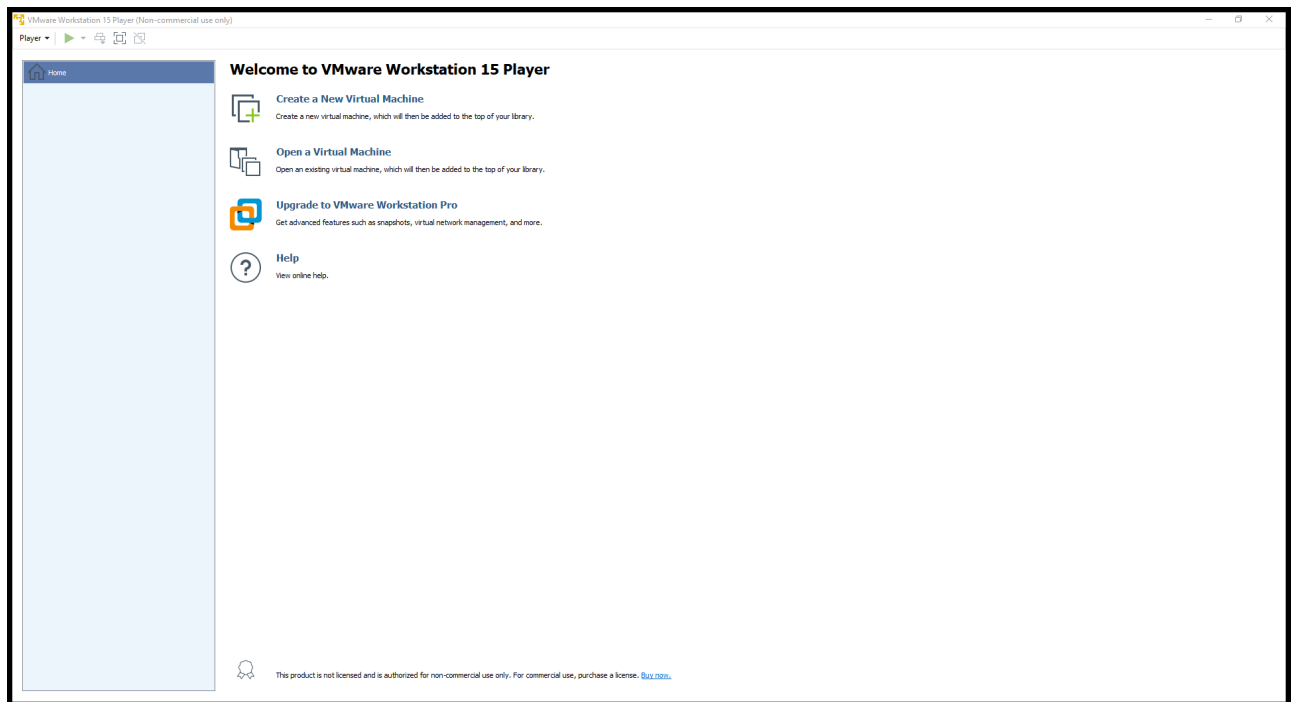 VMware Workstation 15 Player (Non-commercial use only)
Player
Home
Welcome to VMware Workstation 15 Player
Create a New Virtual Machine
Create a new virtual machine, which will then be added to the top of your library.
Open a Virtual Machine
Open an existing virtual machine, which will then be added to the top of your library.
Upgrade to VMware Workstation Pro
Get advanced features such as snapshots, virtual network management, and more.
?
Help
View online help.
This product is not licensed and is authorized for non-commercial use only. For commercial use, purchase a license. Buy now.